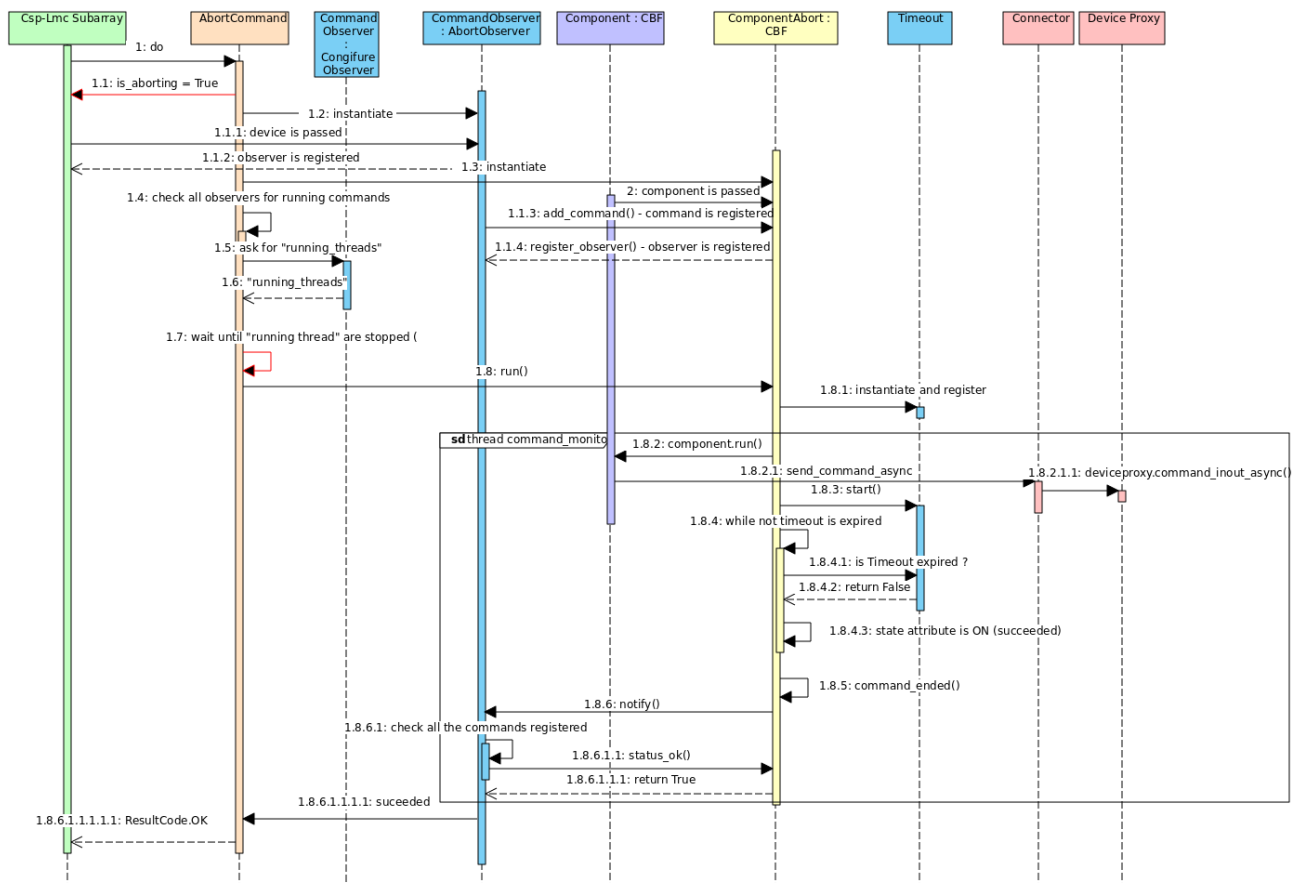 Csp-Lmc Subarray
AbortCommand
Command
Observer
:
Congifure
Observer
CommandObserver
: AbortObserver
Component : CBF
ComponentAbort :
CBF
Timeout
Connector
Device Proxy
1: do
1.1: is_aborting = True
1.2: instantiate
1.1.1: device is passed
1.1.2: observer is registered
1.3: instantiate
2: component is passed
1.4: check all observers for running commands
1.1.3: add_command() - command is registered
1.5: ask for "running_threads"
1.1.4: register_observer() - observer is registered
1.6: "running_threads"
1.7: wait until "running thread" are stopped (
1.8: run()
1.8.1: instantiate and register
sd thread command_monito
1.8.2: component.run()
1.8.2.1: send_command_async
1.8.2.1.1: deviceproxy.command_inout_async()
1.8.3: start()
1.8.4: while not timeout is expired
1.8.4.1: is Timeout expired ?
1.8.4.2: return False
1.8.4.3: state attribute is ON (succeeded)
1.8.5: command_ended()
1.8.6: notify()
1.8.6.1: check all the commands registered
1.8.6.1.1: status_ok()
1.8.6.1.1.1: return True
1.8.6.1.1.1.1: suceeded
1.8.6.1.1.1.1.1: ResultCode.OK